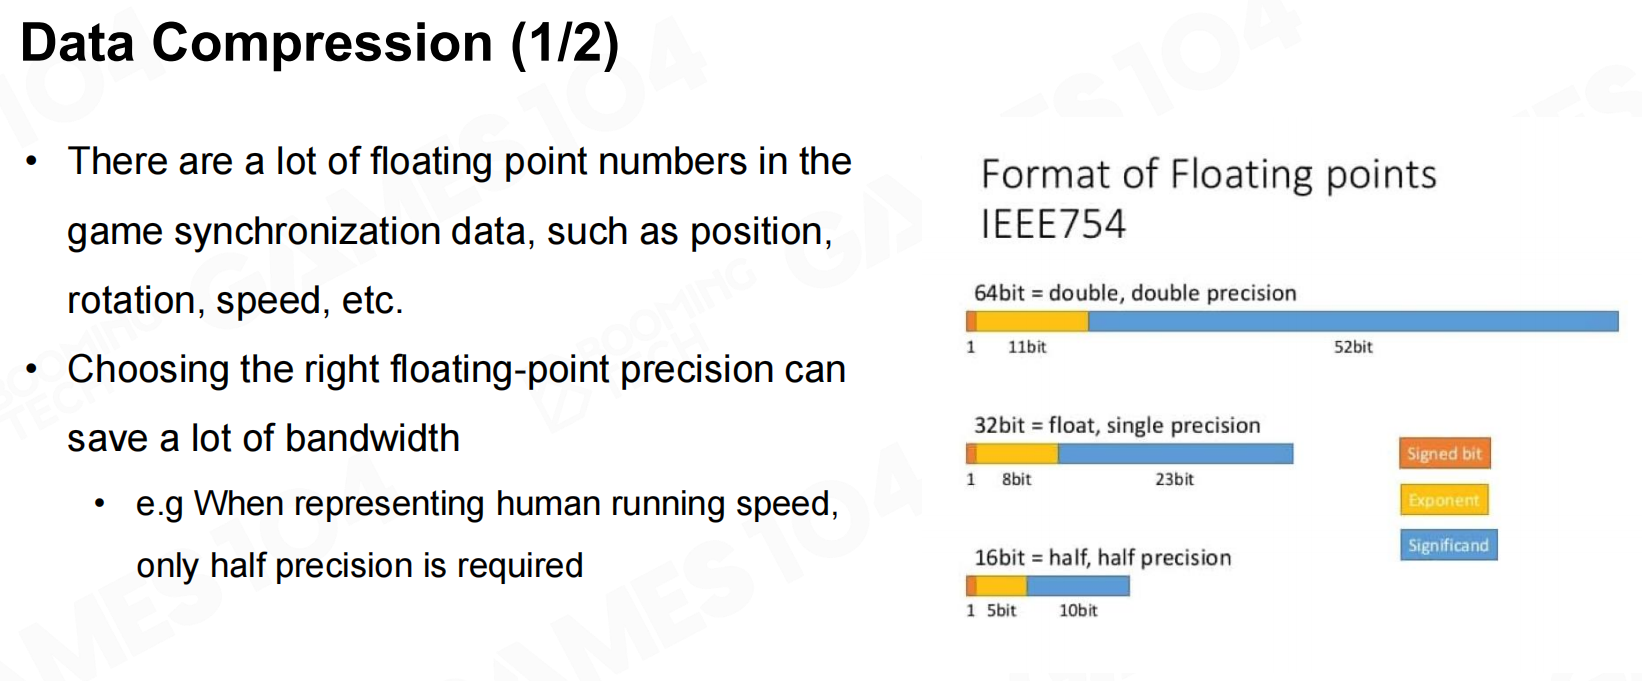 Data Compression (1/2)
• There are a lot of floating point numbers in the
game synchronization data, such as position,
rotation, speed, etc.
• Choosing the right floating-point precision can
save a lot of bandwidth
• e.g When representing human running speed,
only half precision is required
Format of Floating points
IEEE754
64bit = double, double precision
1 11bit 52bit
32bit = float, single precision
1 8bit 23bit
Signed bit
Exponent
Significand
16bit = half, half precision
1 5bit 10bit
GAMES104
BOOMING
TECH